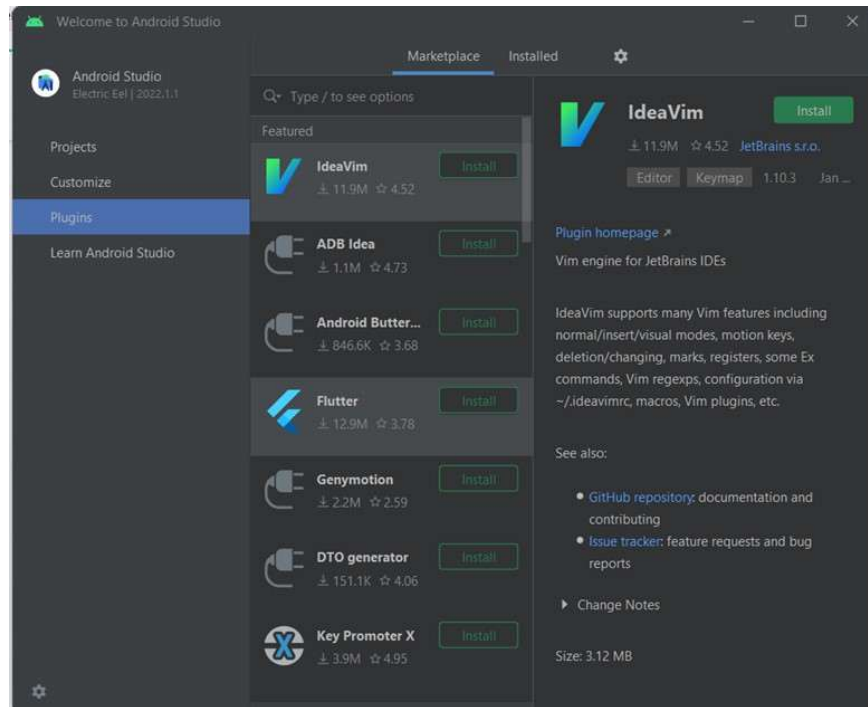 Welcome to Android Studio
Android Studio
Electric Eel | 2022.1.1
Projects
Customize
Plugins
Learn Android Studio
Marketplace
Installed
Type / to see options
Featured
IdeaVim
11.9M 4.52
Install
ADB Idea
1.1M 4.73
Install
Android Butter...
846.6K 3.68
Install
Flutter
12.9M 3.78
Install
Genymotion
2.2M 2.59
Install
DTO generator
151.1K 4.06
Install
Key Promoter X
3.9M 4.95
Install
IdeaVim
Install
11.9M 4.52 JetBrains s.r.o.
Editor Keymap 1.10.3 Jan ...
Plugin homepage
Vim engine for JetBrains IDEs
IdeaVim supports many Vim features including
normal/insert/visual modes, motion keys,
deletion/changing, marks, registers, some Ex
commands, Vim regexps, configuration via
~/.ideavimrc, macros, Vim plugins, etc.
See also:
GitHub repository: documentation and
contributing
Issue tracker: feature requests and bug
reports
Change Notes
Size: 3.12 MB